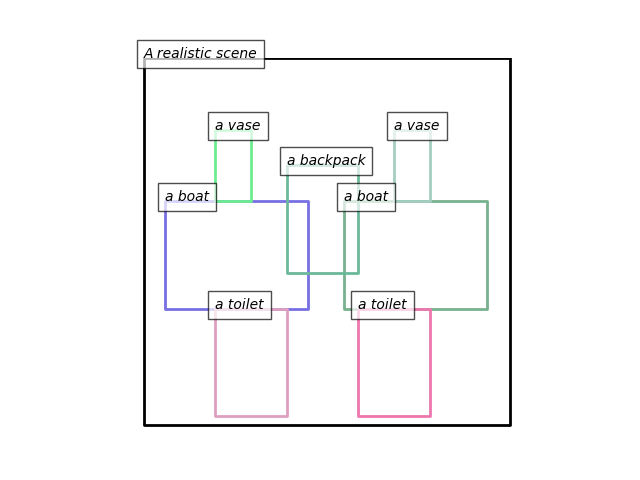 A realistic scene
a vase
a vase
a backpack
a boat
a boat
a toilet
a toilet